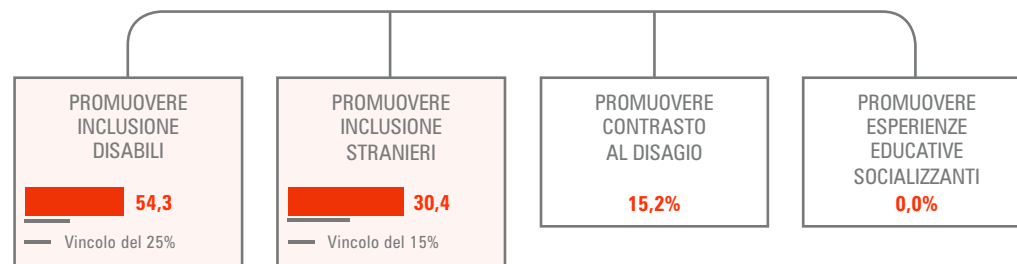 PROMUOVERE
INCLUSIONE
DISABILI
54,3
Vincolo del 25%
PROMUOVERE
INCLUSIONE
STRANIERI
30,4
Vincolo del 15%
PROMUOVERE
CONTRASTO
AL DISAGIO
15,2%
PROMUOVERE
ESPERIENZE
EDUCATIVE
SOCIALIZZANTI
0,0%